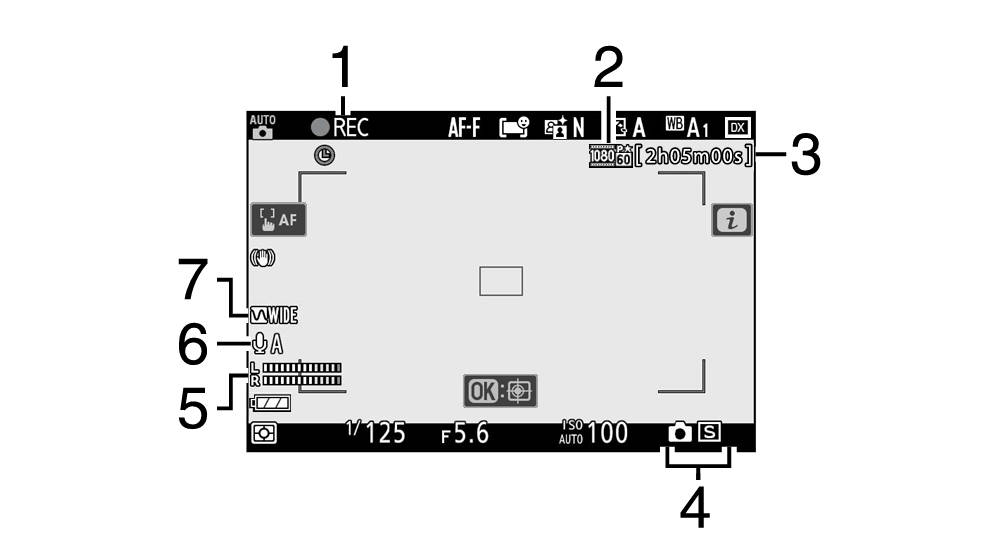 1
2
AUTO
REC
AF-F
N
A
WB A1
DX
1080 60 [2h05m00s]
3
AF
i
7
WIDE
6
A
L
R
5
OK:
1/125
F5.6
ISO AUTO 100
S
4